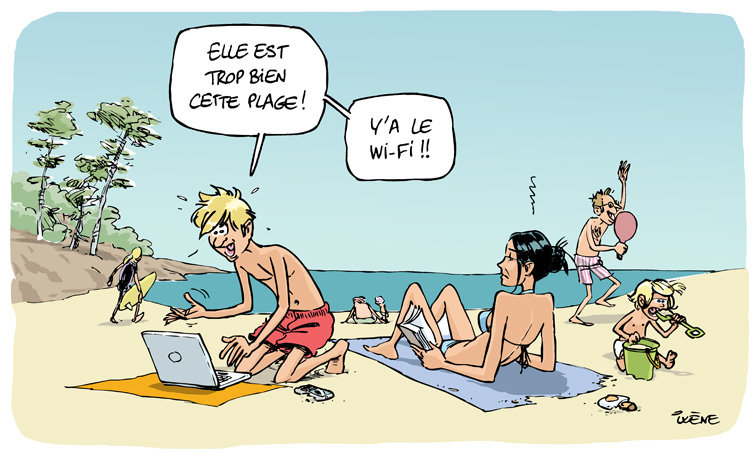 ELLE EST
TROP BIEN
CETTE PLAGE !
Y'A LE
Wi-Fi !!